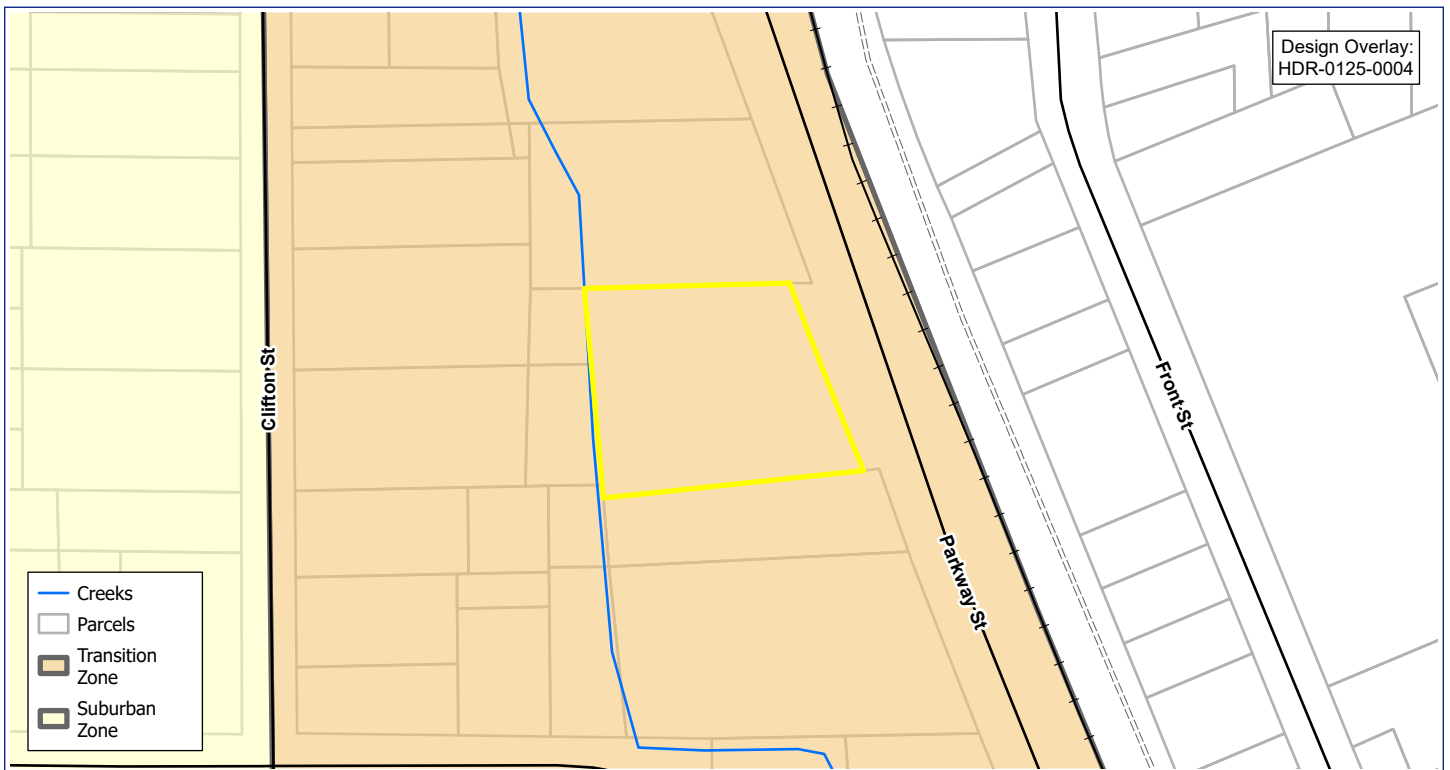 Design Overlay:
HDR-0125-0004
Clifton St
Front St
Parkway St
Creeks
Parcels
Transition
Zone
Suburban
Zone